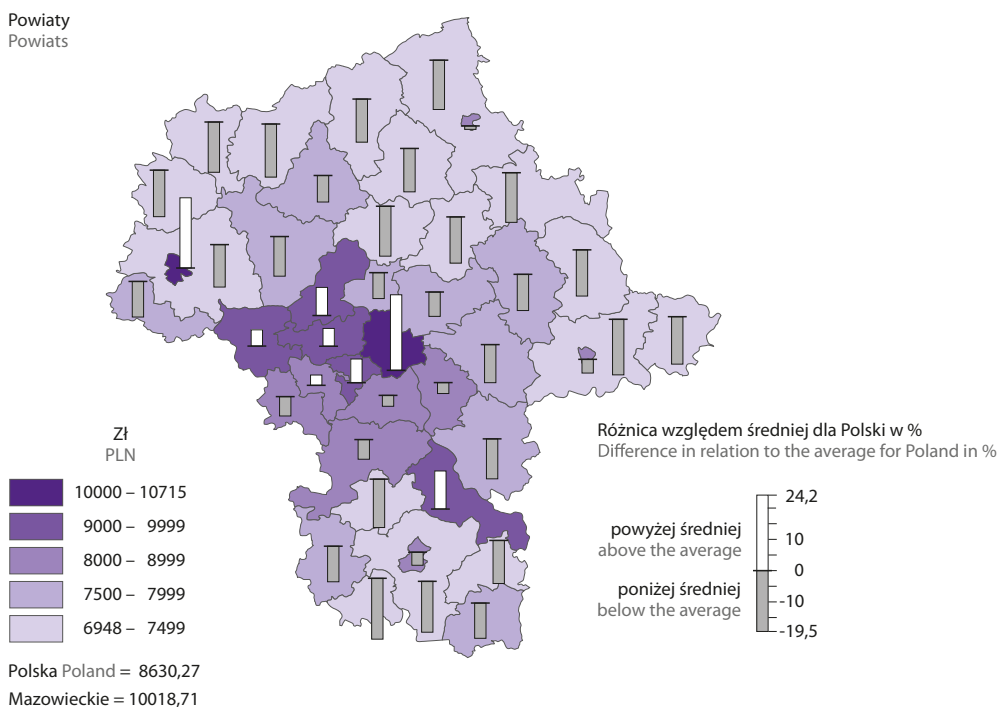 Powiaty
Powiats
Zł
PLN
10000 – 10715
9000 – 9999
8000 – 8999
7500 – 7999
6948 – 7499
Polska Poland = 8630,27
Mazowieckie = 10018,71
Różnica względem średniej dla Polski w %
Difference in relation to the average for Poland in %
24,2
powyżej średniej
above the average
10
0
poniżej średniej
below the average
-10
-19,5